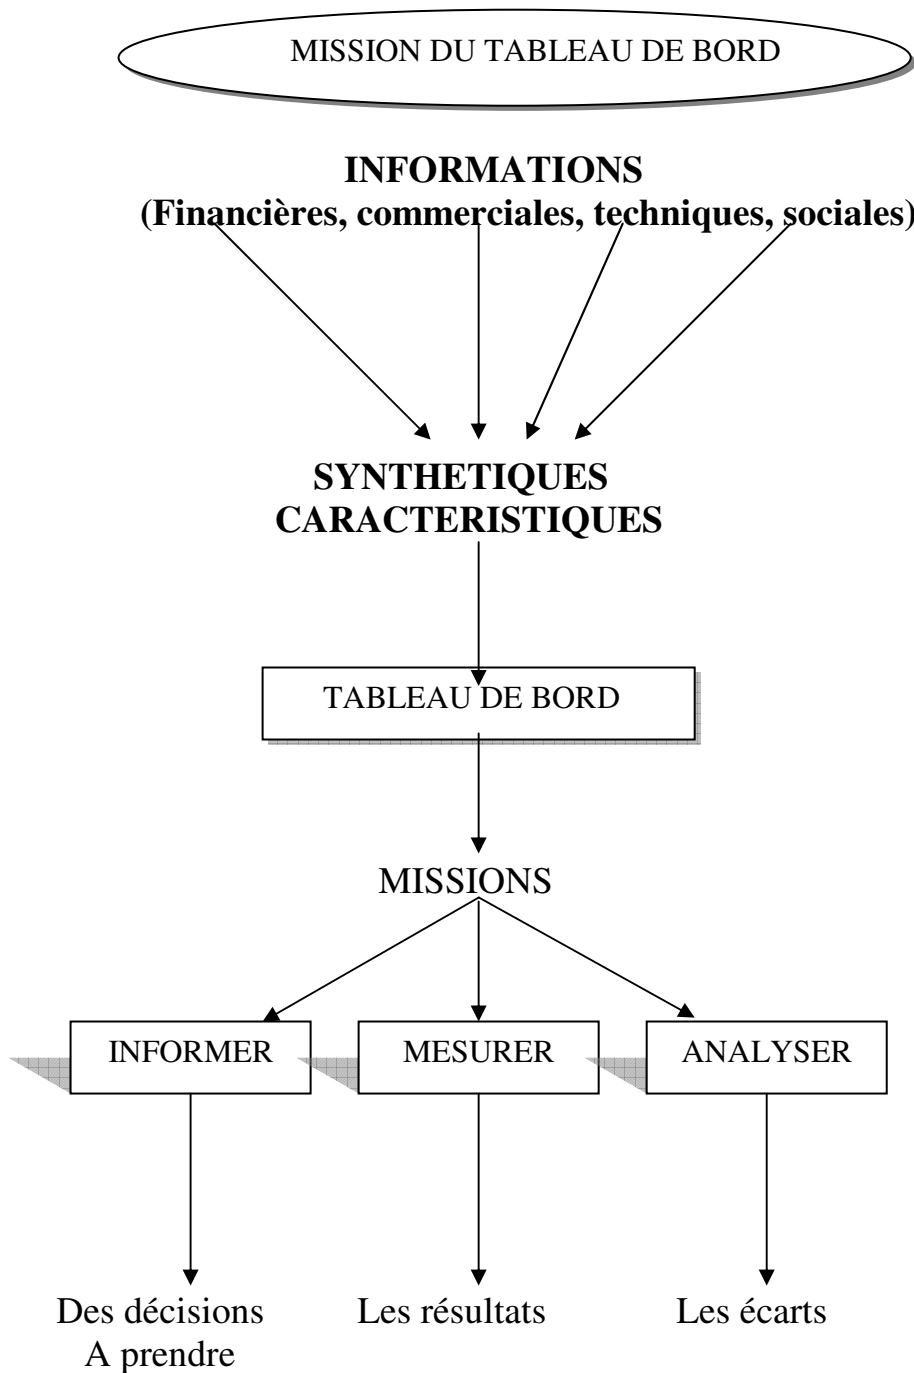 MISSION DU TABLEAU DE BORD
INFORMATIONS
(Financières, commerciales, techniques, sociales)
SYNTHETIQUES
CARACTERISTIQUES
TABLEAU DE BORD
MISSIONS
INFORMER
MESURER
ANALYSER
Des décisions
A prendre
Les résultats
Les écarts